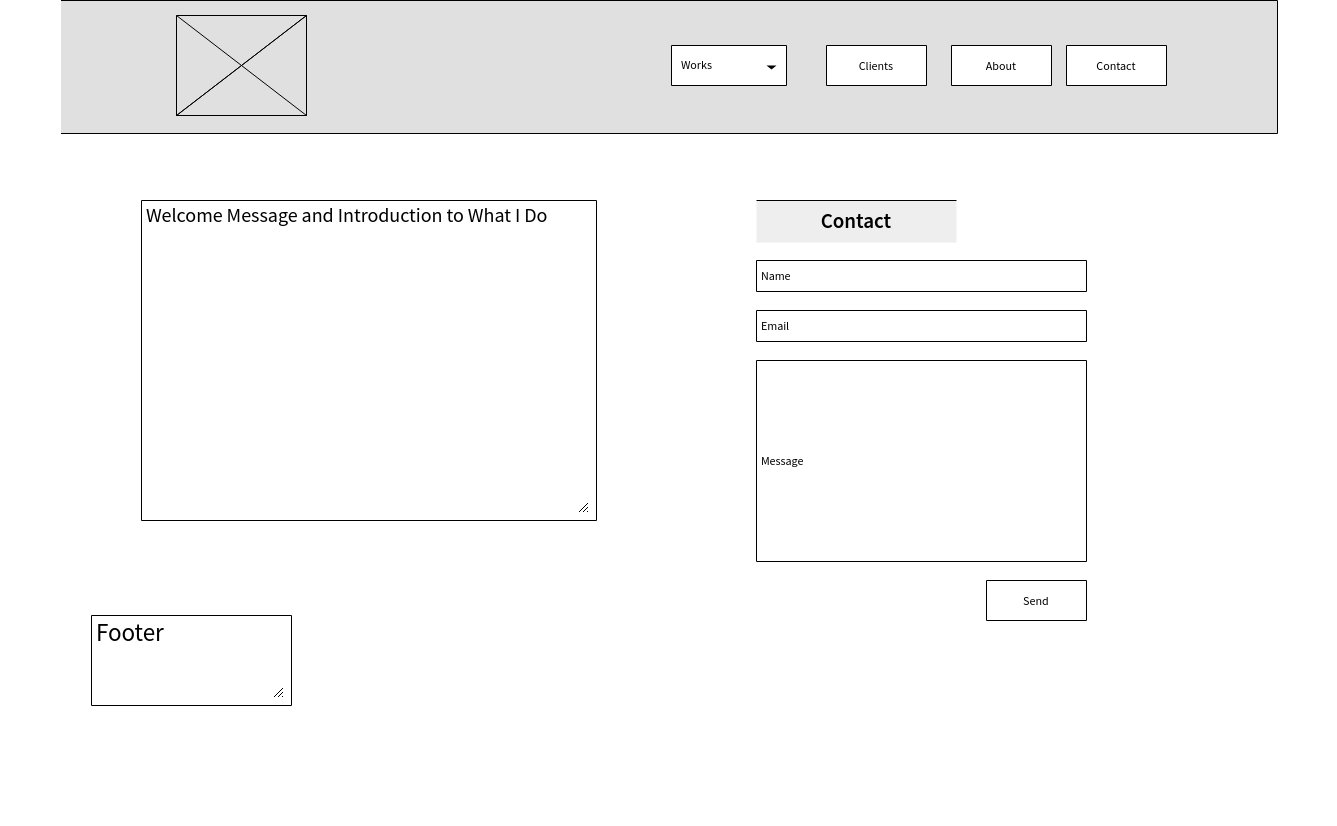 Works
Clients
About
Contact
Welcome Message and Introduction to What I Do
Contact
Name
Email
Message
Send
Footer